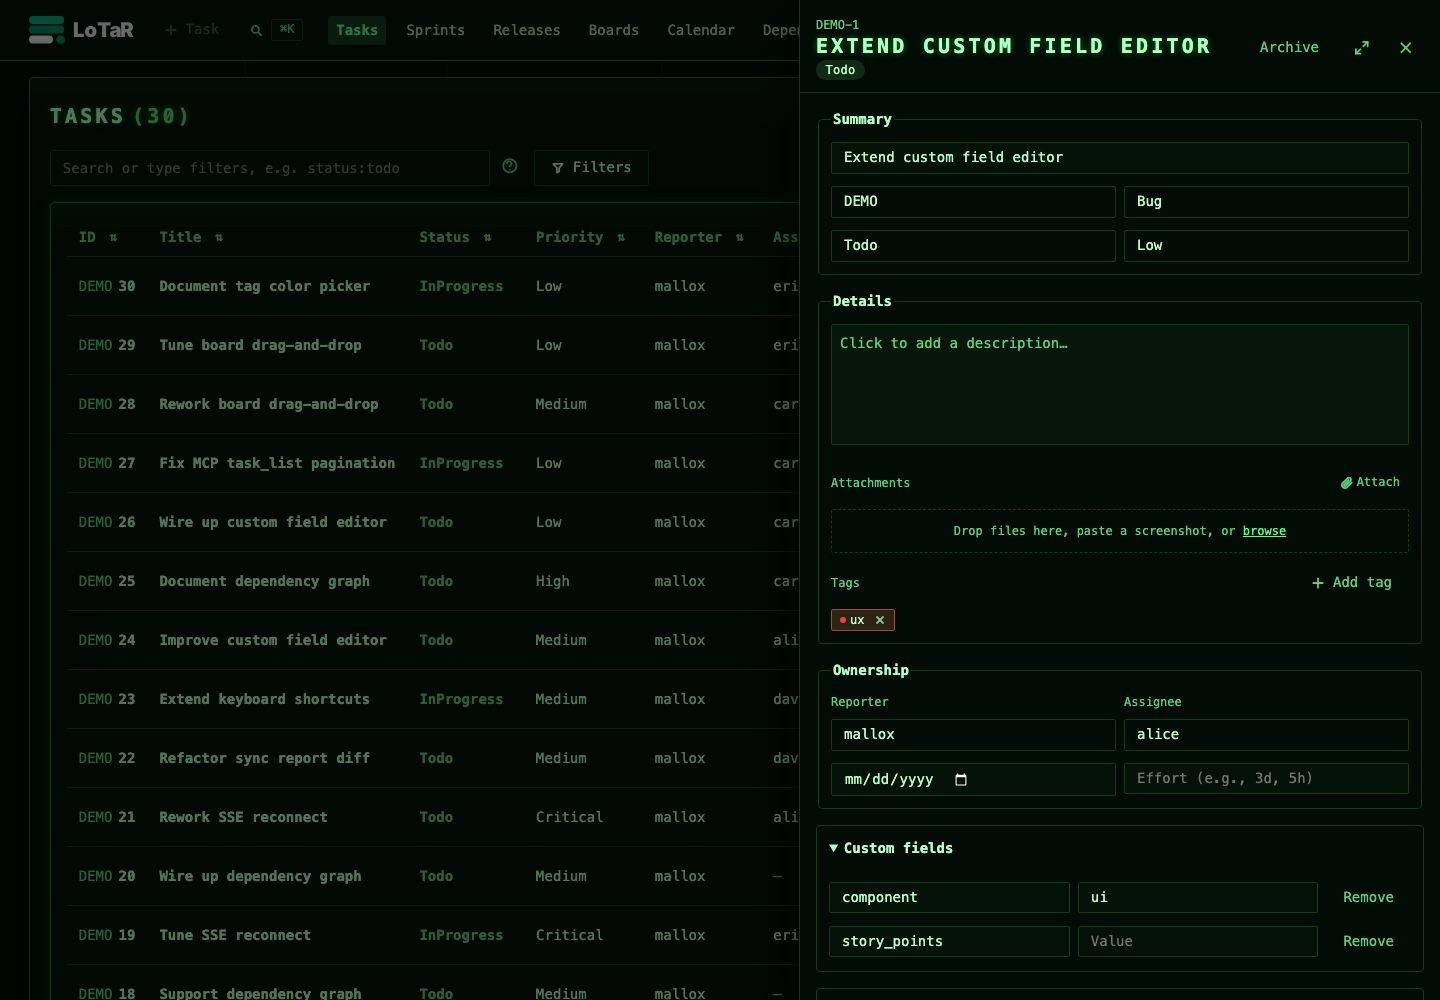 LoTaR + Task ⌘K Tasks Sprints Releases Boards Calendar
TASKS (30)
Search or type filters, e.g. status:todo Filters
ID Title Status Priority Reporter
DEMO 30 Document tag color picker InProgress Low mallox
DEMO 29 Tune board drag-and-drop Todo Low mallox
DEMO 28 Rework board drag-and-drop Todo Medium mallox
DEMO 27 Fix MCP task_list pagination InProgress Low mallox
DEMO 26 Wire up custom field editor Todo Low mallox
DEMO 25 Document dependency graph Todo High mallox
DEMO 24 Improve custom field editor Todo Medium mallox
DEMO 23 Extend keyboard shortcuts InProgress Medium mallox
DEMO 22 Refactor sync report diff Todo Medium mallox
DEMO 21 Rework SSE reconnect Todo Critical mallox
DEMO 20 Wire up dependency graph Todo Medium mallox —
DEMO 19 Tune SSE reconnect InProgress Critical mallox
DEMO 18 Support dependency graph Todo Medium mallox —
DEMO-1
EXTEND CUSTOM FIELD EDITOR
Archive
Todo
Summary
Extend custom field editor
DEMO Bug
Todo Low
Details
Click to add a description…
Attachments Attach
Drop files here, paste a screenshot, or browse
Tags + Add tag
ux ×
Ownership
Reporter Assignee
mallox alice
mm/dd/yyyy Effort (e.g., 3d, 5h)
▼ Custom fields
component ui Remove
story_points Value Remove